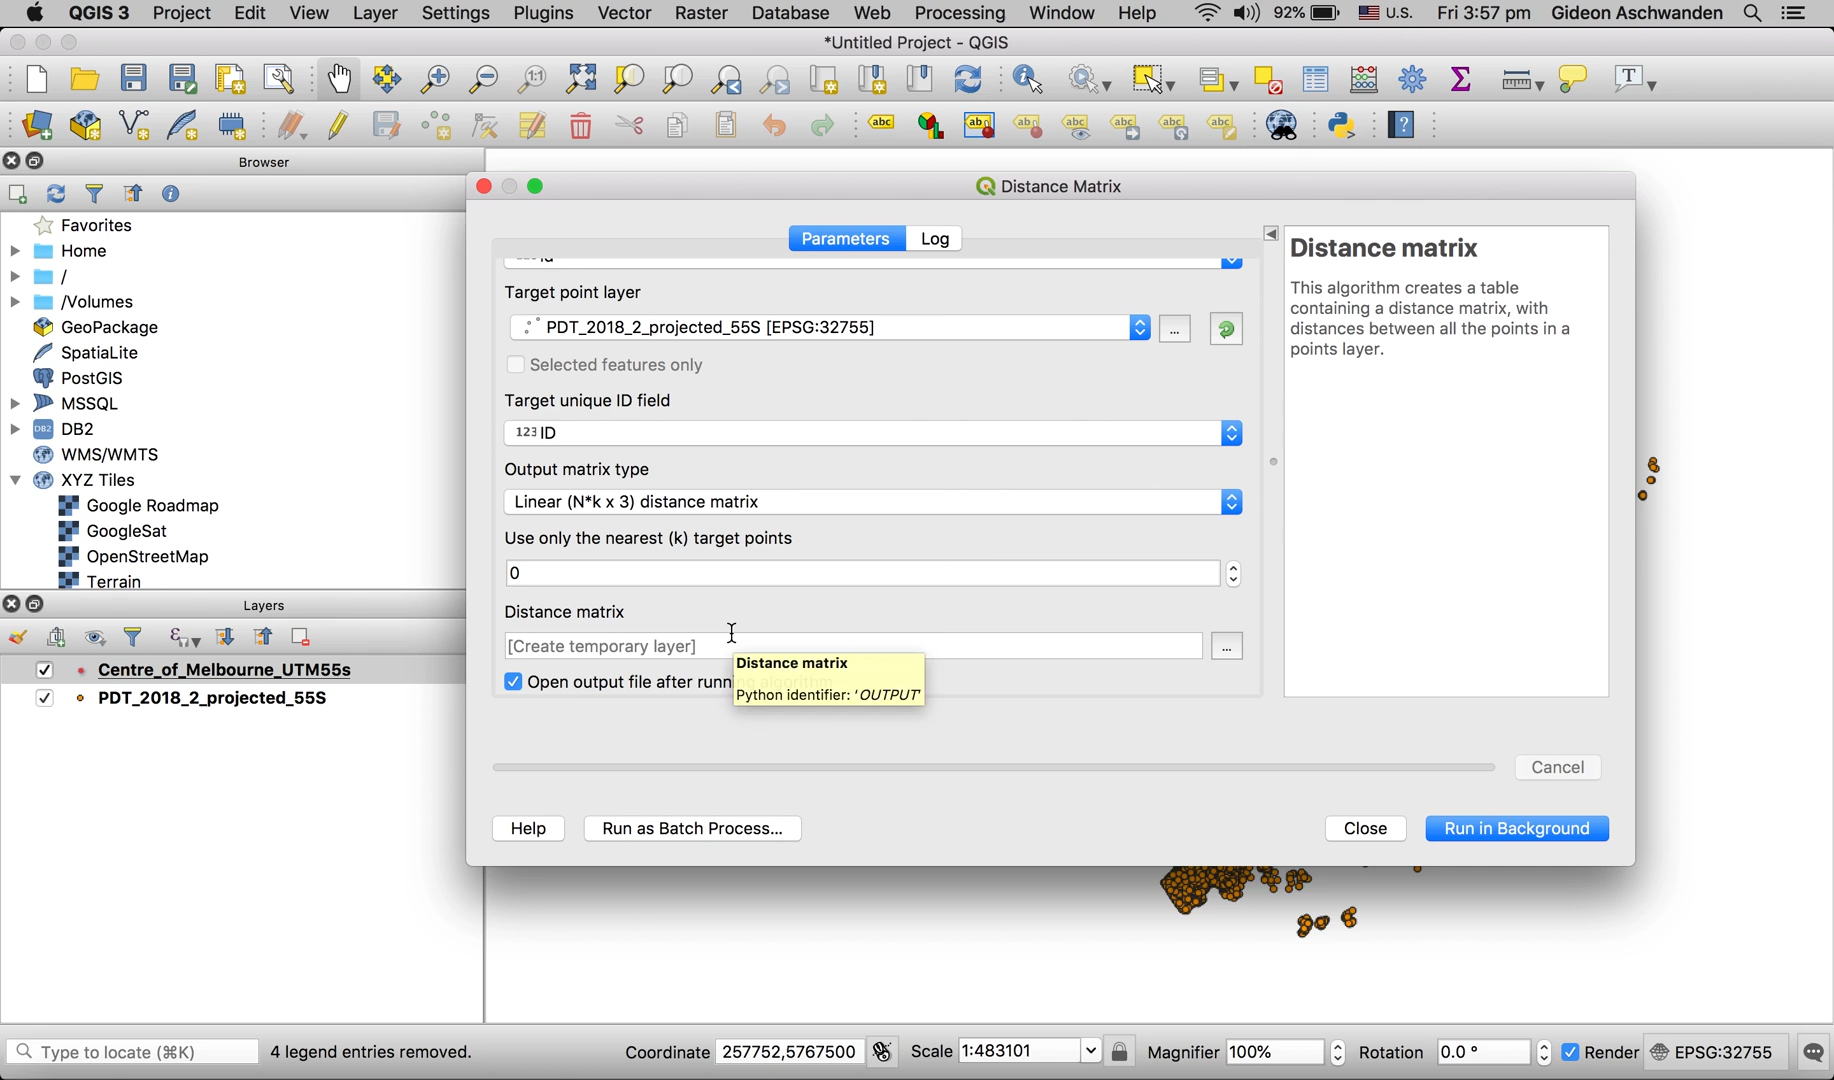 QGIS 3 Project Edit View Layer Settings Plugins Vector Raster Database Web Processing Window Help 92% U.S. Fri 3:57 pm Gideon Aschwanden
*Untitled Project - QGIS
Browser
Favorites
Home
/
/Volumes
GeoPackage
SpatiaLite
PostGIS
MSSQL
DB2
WMS/WMTS
XYZ Tiles
Google Roadmap
GoogleSat
OpenStreetMap
Terrain
Layers
Centre_of_Melbourne_UTM55s
PDT_2018_2_projected_55S
Distance Matrix
Parameters Log
Target point layer
PDT_2018_2_projected_55S [EPSG:32755]
...
Selected features only
Target unique ID field
123 ID
Output matrix type
Linear (N*k x 3) distance matrix
Use only the nearest (k) target points
0
Distance matrix
[Create temporary layer]
...
Open output file after runni
Distance matrix
Python identifier: 'OUTPUT'
Distance matrix
This algorithm creates a table
containing a distance matrix, with
distances between all the points in a
points layer.
Cancel
Help Run as Batch Process... Close Run in Background
Type to locate (⌘K) 4 legend entries removed. Coordinate 257752,5767500 Scale 1:483101 Magnifier 100% Rotation 0.0 ° Render EPSG:32755